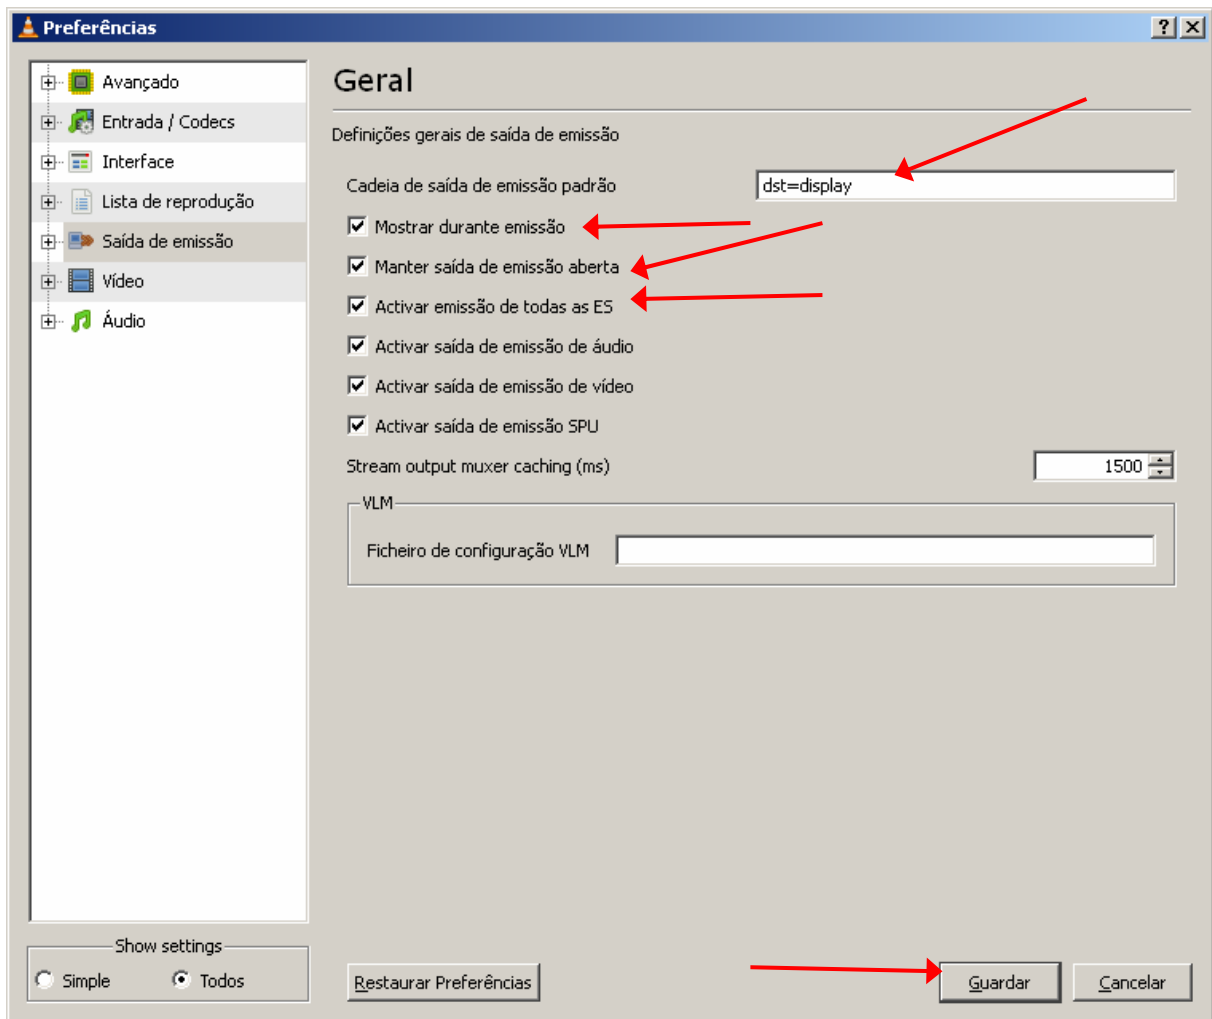 Preferências
Avançado
Entrada / Codecs
Interface
Lista de reprodução
Saída de emissão
Vídeo
Áudio
Show settings
Simple
Todos
Geral
Definições gerais de saída de emissão
Cadeia de saída de emissão padrão dst=display
Mostrar durante emissão
Manter saída de emissão aberta
Activar emissão de todas as ES
Activar saída de emissão de áudio
Activar saída de emissão de vídeo
Activar saída de emissão SPU
Stream output muxer caching (ms) 1500
VLM
Ficheiro de configuração VLM
Restaurar Preferências Guardar Cancelar